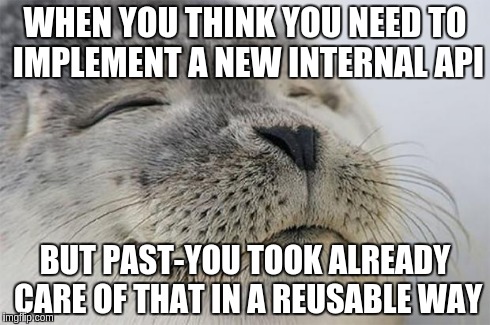 WHEN YOU THINK YOU NEED TO
IMPLEMENT A NEW INTERNAL API
BUT PAST-YOU TOOK ALREADY
CARE OF THAT IN A REUSABLE WAY
imgflip.com